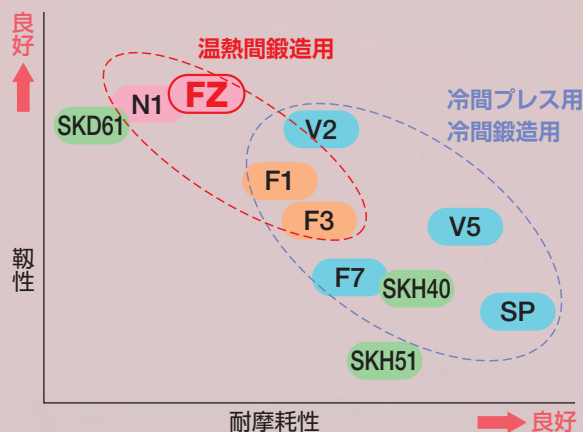 良好
温熱間鍛造用
冷間プレス用
冷間鍛造用
FZ
N1
SKD61
V2
F1
F3
V5
F7
SKH40
SP
SKH51
靱性
耐摩耗性
良好